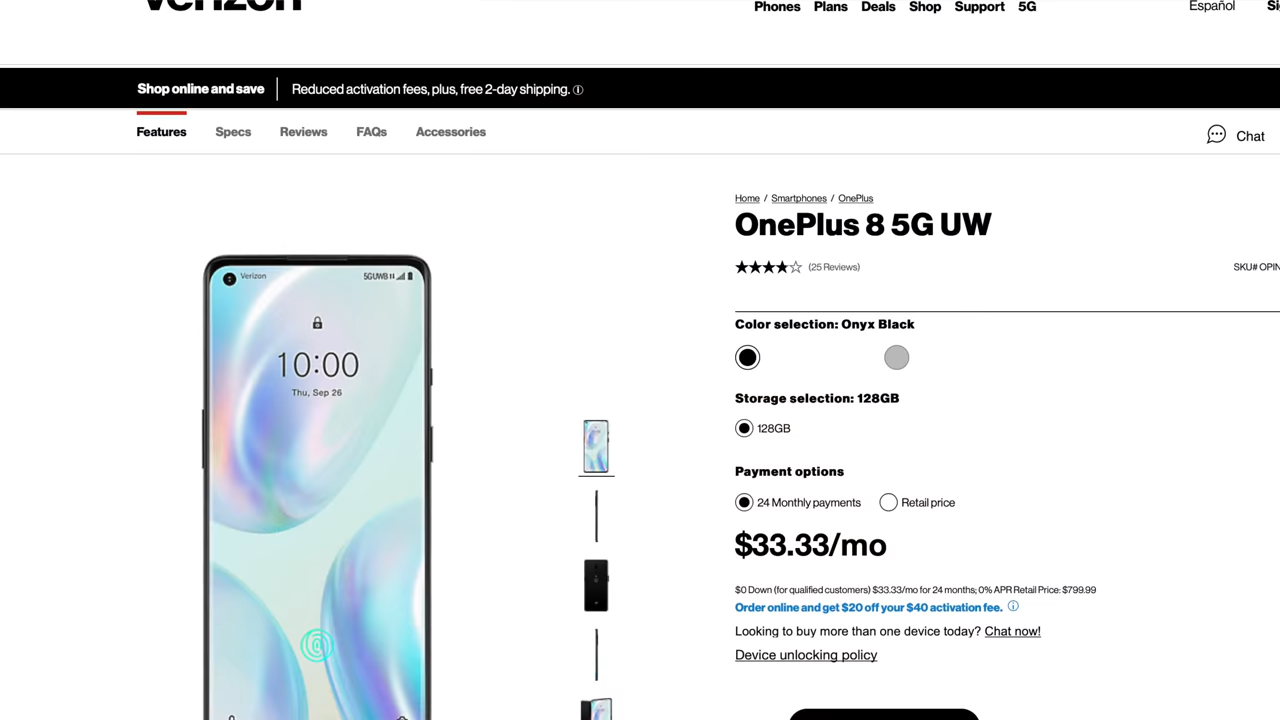 verizon
Phones Plans Deals Shop Support 5G
Español
Shop online and save
Reduced activation fees, plus, free 2-day shipping.
Features Specs Reviews FAQs Accessories
Chat
Home / Smartphones / OnePlus
OnePlus 8 5G UW
(25 Reviews)
SKU#
Color selection: Onyx Black
Storage selection: 128GB
128GB
Payment options
24 Monthly payments Retail price
$33.33/mo
$0 Down (for qualified customers) $33.33/mo for 24 months; 0% APR Retail Price: $799.99
Order online and get $20 off your $40 activation fee.
Looking to buy more than one device today? Chat now!
Device unlocking policy
Verizon
10:00
Thu, Sep 26